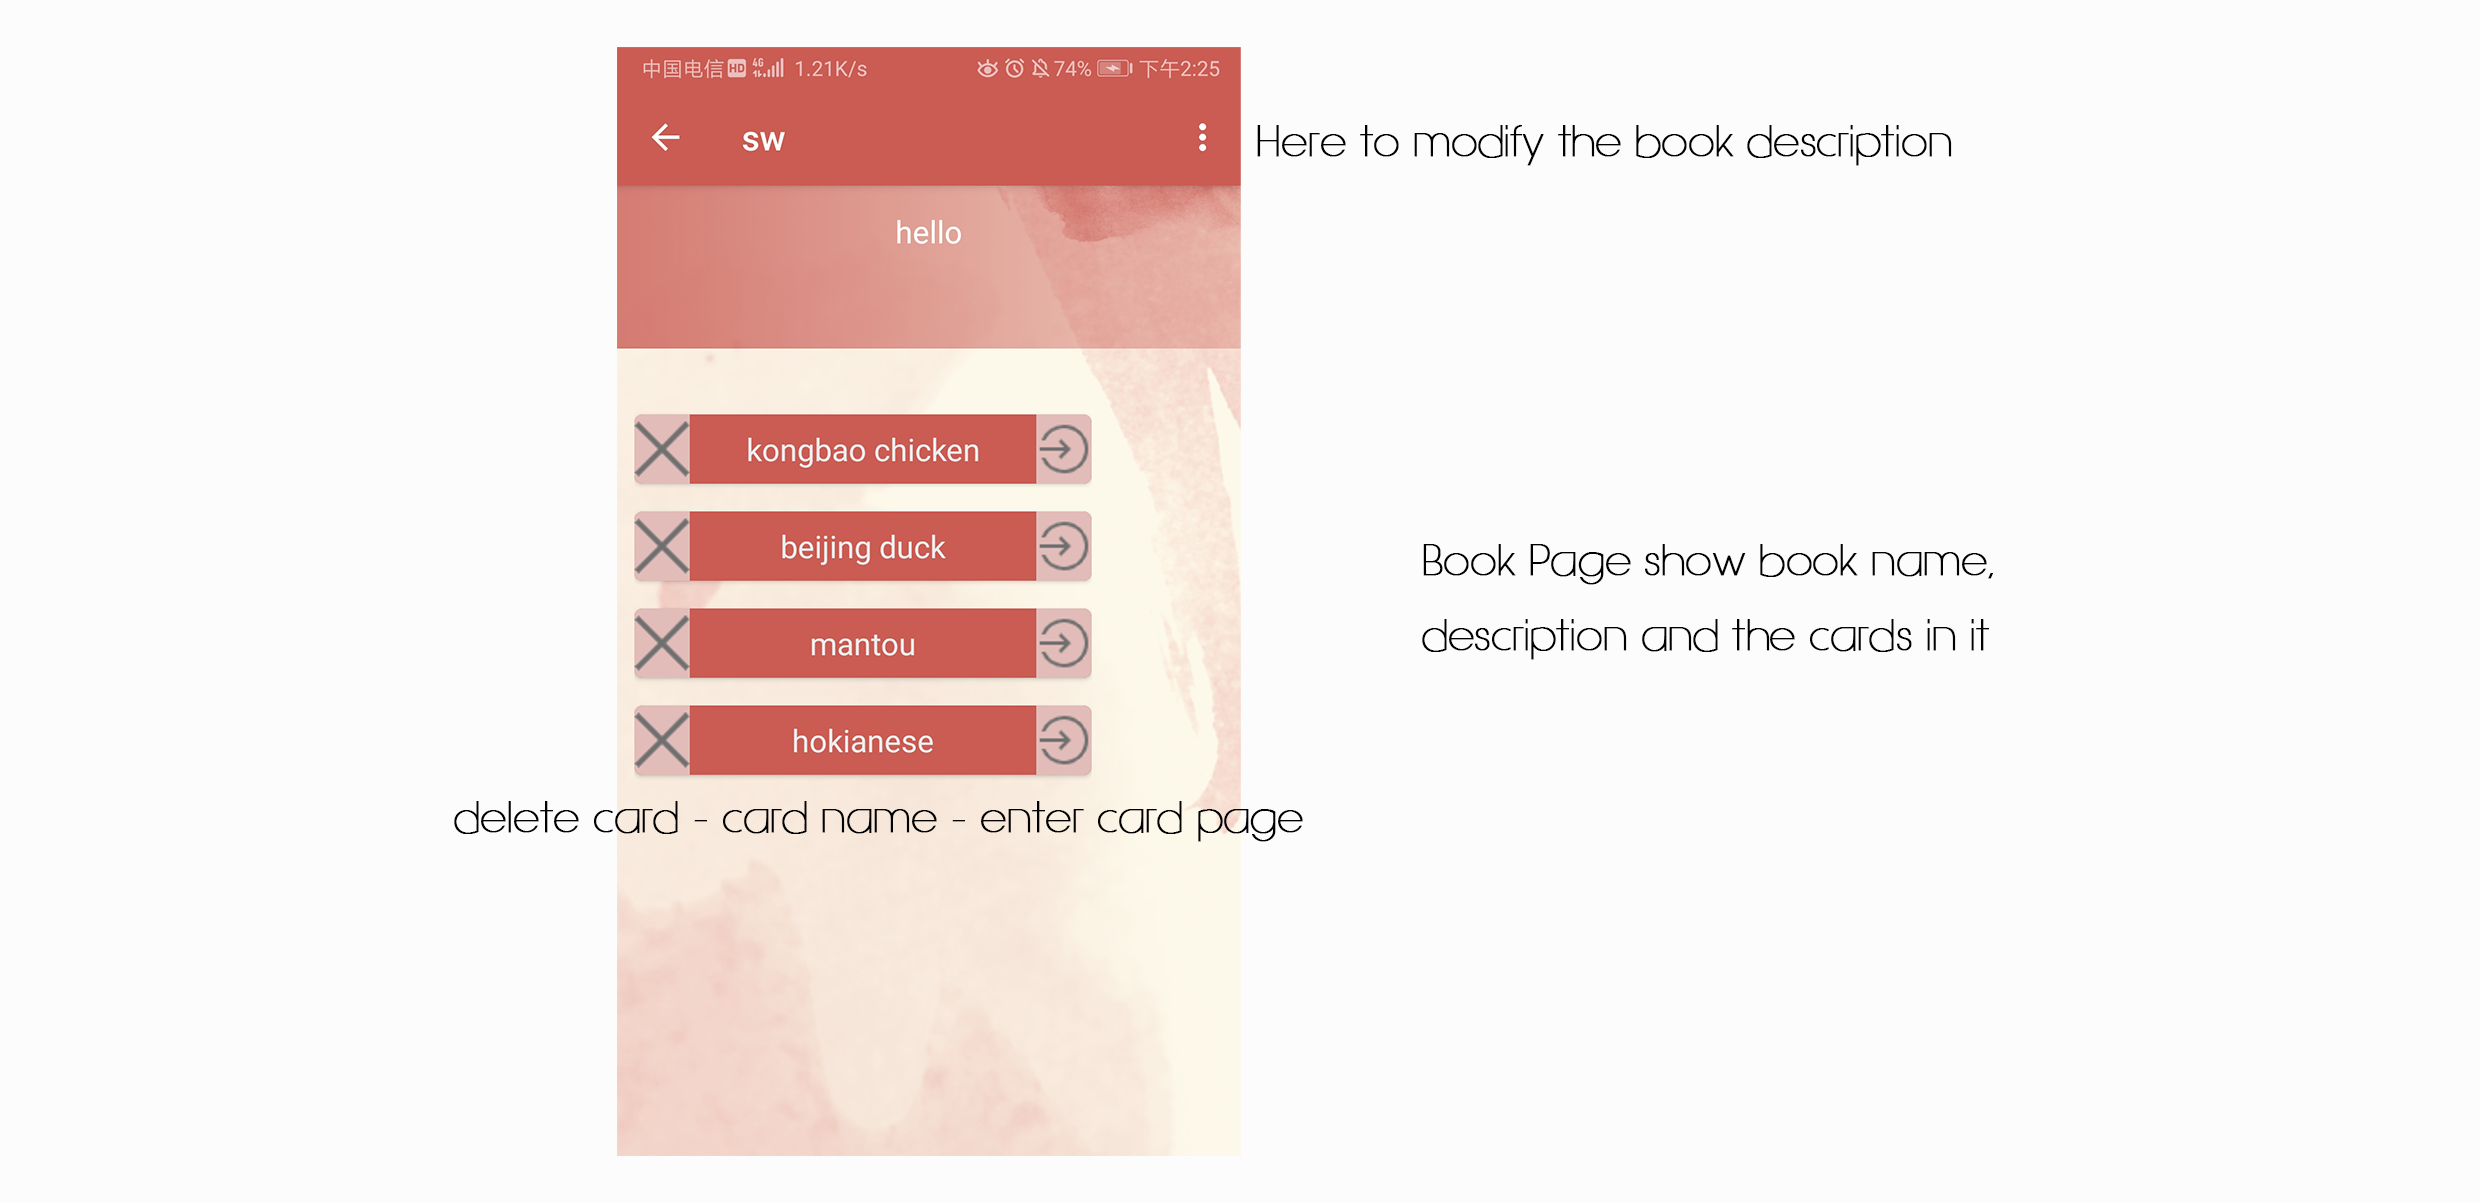 中国电信 HD 4G 1.21K/s 74% 下午2:25
sw
Here to modify the book description
hello
kongbao chicken
beijing duck
Book Page show book name,
description and the cards in it
mantou
hokianese
delete card - card name - enter card page